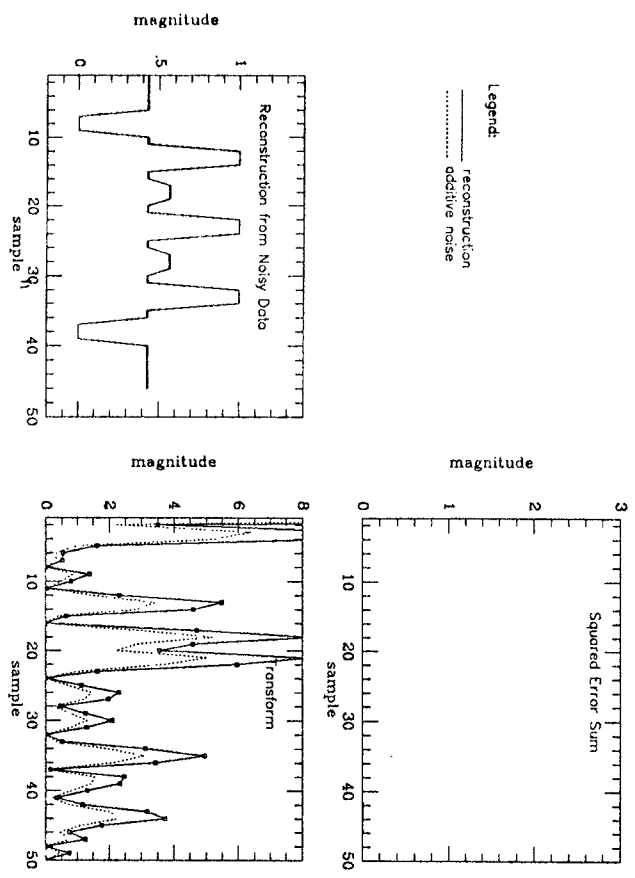 Legend:
reconstruction
additive noise
Reconstruction from Noisy Data
magnitude
0
.5
1
10
20
30
40
50
sample
Squared Error Sum
magnitude
0
1
2
3
10
20
30
40
50
sample
Transform
magnitude
0
2
4
6
8
10
20
30
40
50
sample